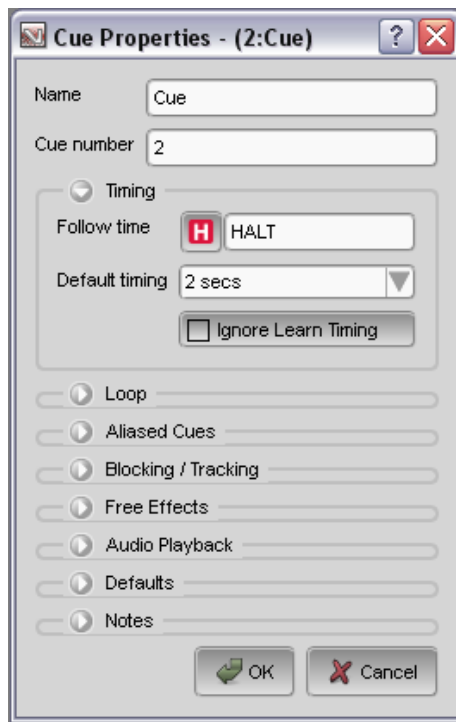 Cue Properties - (2:Cue)
?
Name Cue
Cue number 2
Timing
Follow time H HALT
Default timing 2 secs
Ignore Learn Timing
Loop
Aliased Cues
Blocking / Tracking
Free Effects
Audio Playback
Defaults
Notes
OK Cancel